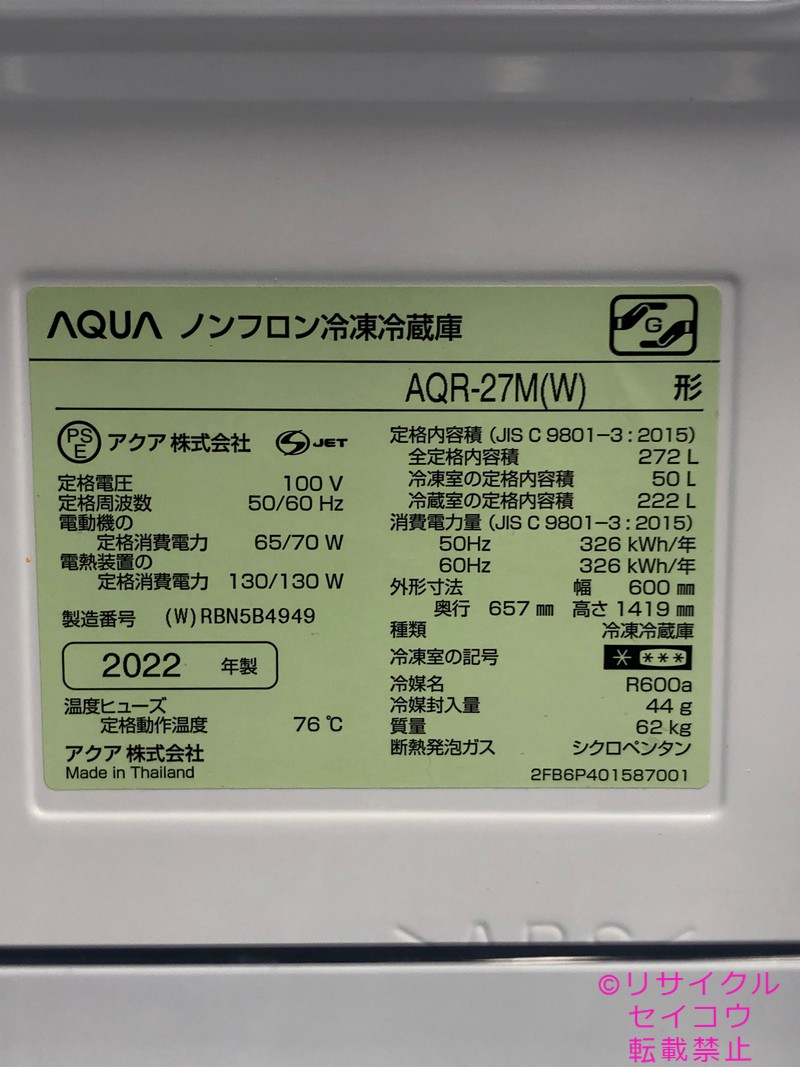 AQUA ノンフロン冷凍冷蔵庫
G
AQR-27M(W) 形
PSE アクア 株式会社 S JET
定格電圧 100 V
定格周波数 50/60 Hz
電動機の
定格消費電力 65/70 W
電熱装置の
定格消費電力 130/130 W
製造番号 (W)RBN5B4949
2022 年製
温度ヒューズ
定格動作温度 76 ℃
アクア 株式会社
Made in Thailand
定格内容積 (JIS C 9801-3 : 2015)
全定格内容積 272 L
冷凍室の定格内容積 50 L
冷蔵室の定格内容積 222 L
消費電力量 (JIS C 9801-3 : 2015)
50Hz 326 kWh/年
60Hz 326 kWh/年
外形寸法 幅 600 ㎜
奥行 657 ㎜ 高さ 1419 ㎜
種類 冷凍冷蔵庫
冷凍室の記号 * ***
冷媒名 R600a
冷媒封入量 44 g
質量 62 kg
断熱発泡ガス シクロペンタン
2FB6P401587001
>ABS<
©リサイクル
セイコウ
転載禁止